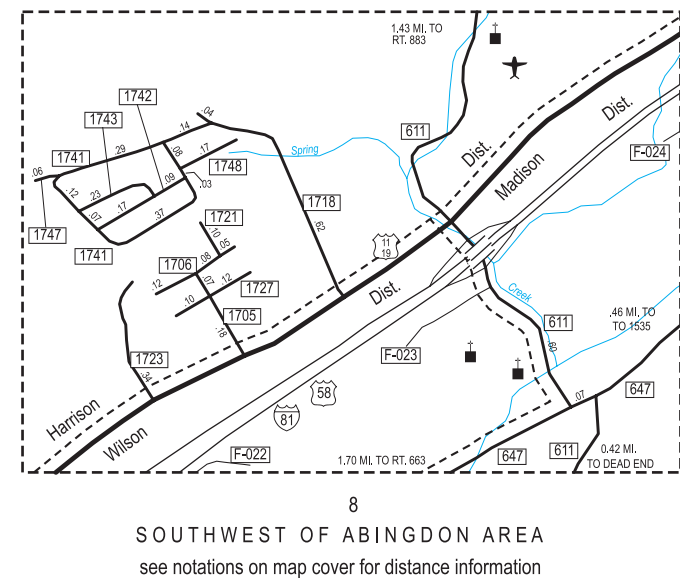 1.43 MI. TO
RT. 883
1742
1743
.04
.14
611
Dist.
.29
.08
.17
Spring
Dist.
1741
1748
Madison
F-024
.06
.09
.03
.12
.23
.17
.07
.37
1718
.62
1747
1741
1721
.10
.05
11
19
1706
.08
.12
.07
.12
1727
Dist.
Creek
.10
1705
.46 MI. TO
TO 1535
611
.18
.60
1723
F-023
.34
58
647
Harrison
81
.07
Wilson
F-022
1.70 MI. TO RT. 663
647
611
0.42 MI.
TO DEAD END
8
SOUTHWEST OF ABINGDON AREA
see notations on map cover for distance information